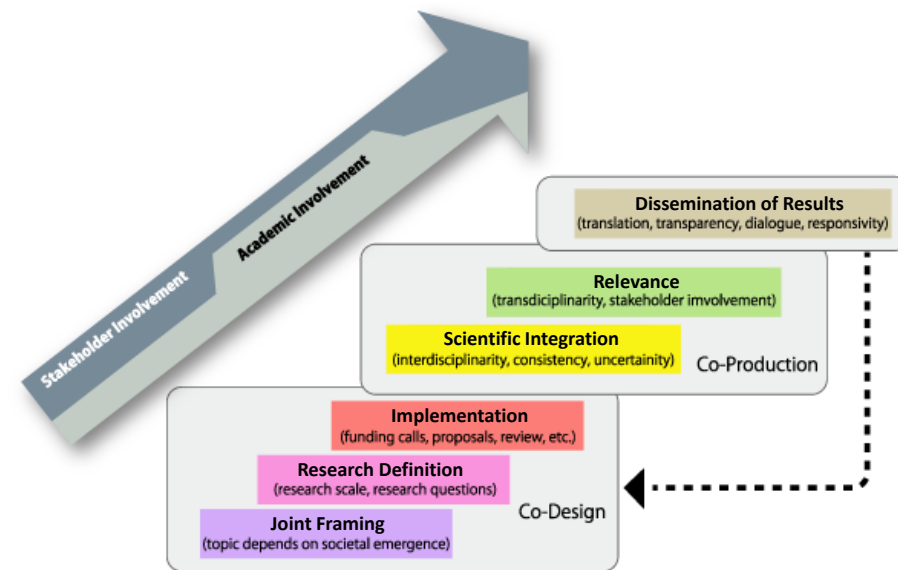 Stakeholder Involvement
Academic Involvement
Dissemination of Results
(translation, transparency, dialogue, responsivity)
Relevance
(transdiciplinarity, stakeholder imvolvement)
Scientific Integration
(interdisciplinarity, consistency, uncertainity)
Co-Production
Implementation
(funding calls, proposals, review, etc.)
Research Definition
(research scale, research questions)
Co-Design
Joint Framing
(topic depends on societal emergence)